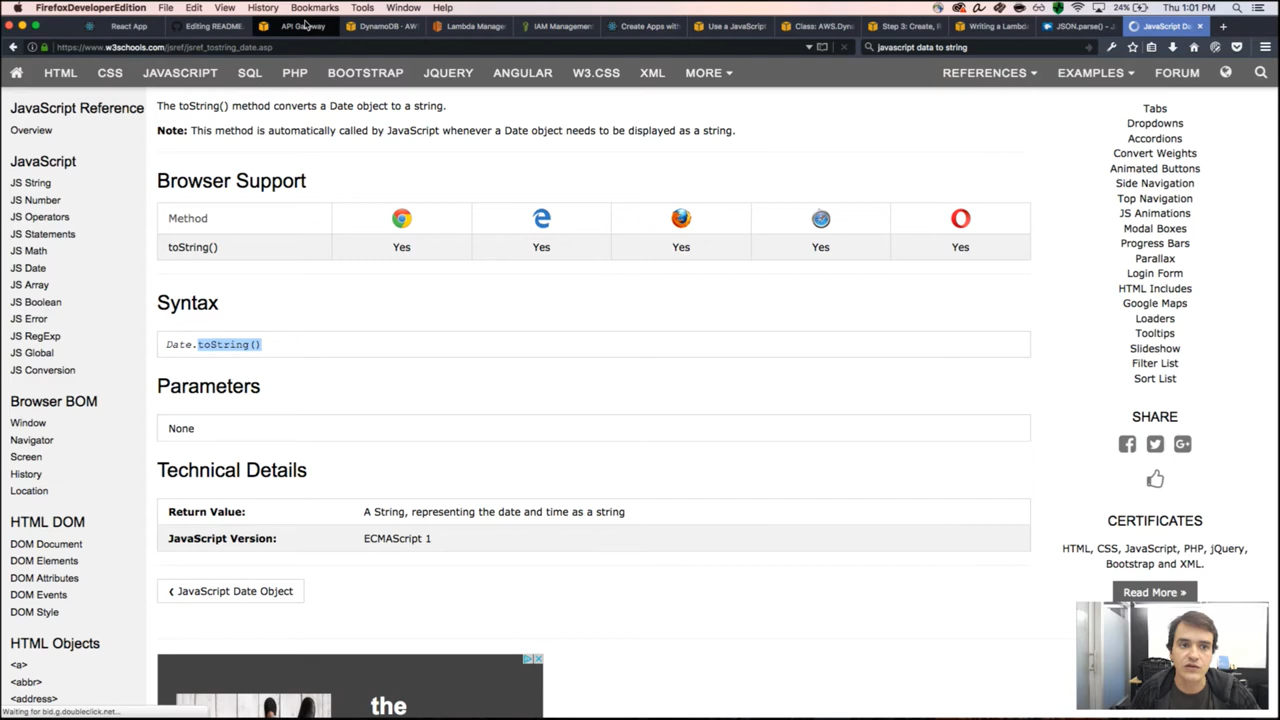 FirefoxDeveloperEdition File Edit View History Bookmarks Tools Window Help 24% Thu 1:01 PM
React App Editing README. API Gateway DynamoDB - AW Lambda Manage IAM Management Create Apps with Use a JavaScript Class: AWS.Dynam Step 3: Create, R Writing a Lambda JSON.parse() - J JavaScript Da
https://www.w3schools.com/jsref/jsref_tostring_date.asp javascript data to string
HTML CSS JAVASCRIPT SQL PHP BOOTSTRAP JQUERY ANGULAR W3.CSS XML MORE REFERENCES EXAMPLES FORUM
JavaScript Reference
Overview
JavaScript
JS String
JS Number
JS Operators
JS Statements
JS Math
JS Date
JS Array
JS Boolean
JS Error
JS RegExp
JS Global
JS Conversion
Browser BOM
Window
Navigator
Screen
History
Location
HTML DOM
DOM Document
DOM Elements
DOM Attributes
DOM Events
DOM Style
HTML Objects
<a>
<abbr>
<address>
The toString() method converts a Date object to a string.
Note: This method is automatically called by JavaScript whenever a Date object needs to be displayed as a string.
Browser Support
Method
toString() Yes Yes Yes Yes Yes
Syntax
Date.toString()
Parameters
None
Technical Details
Return Value: A String, representing the date and time as a string
JavaScript Version: ECMAScript 1
❮ JavaScript Date Object
the
Tabs
Dropdowns
Accordions
Convert Weights
Animated Buttons
Side Navigation
Top Navigation
JS Animations
Modal Boxes
Progress Bars
Parallax
Login Form
HTML Includes
Google Maps
Loaders
Tooltips
Slideshow
Filter List
Sort List
SHARE
CERTIFICATES
HTML, CSS, JavaScript, PHP, jQuery,
Bootstrap and XML.
Read More »
Waiting for bid.g.doubleclick.net...